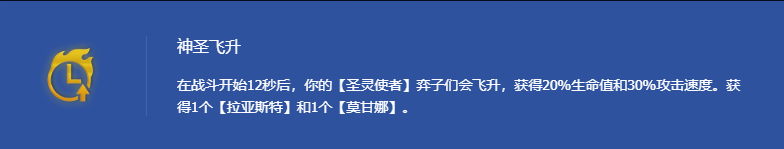 神圣飞升
在战斗开始12秒后，你的【圣灵使者】弈子们会飞升，获得20%生命值和30%攻击速度。获
得1个【拉亚斯特】和1个【莫甘娜】。